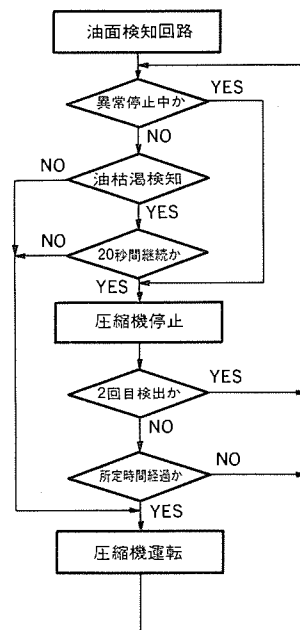 油面検知回路
異常停止中か
YES
NO
NO
油枯渇検知
YES
NO
20秒間継続か
YES
圧縮機停止
2回目検出か
YES
NO
所定時間経過か
NO
YES
圧縮機運転